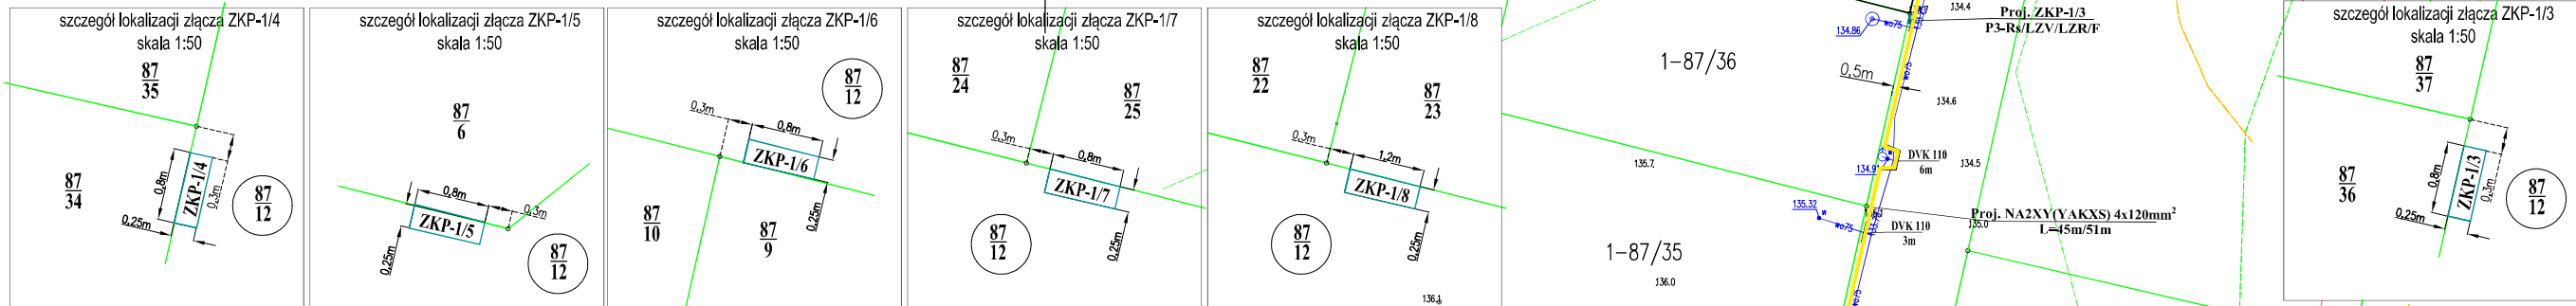 szczegół lokalizacji złącza ZKP-1/4
skala 1:50
87
35
87
34
0,8m
ZKP-1/4
0,3m
0,25m
87
12
szczegół lokalizacji złącza ZKP-1/5
skala 1:50
87
6
0,8m
0,3m
ZKP-1/5
0,25m
87
12
szczegół lokalizacji złącza ZKP-1/6
skala 1:50
87
12
0,3m
0,8m
ZKP-1/6
87
10
87
9
0,25m
szczegół lokalizacji złącza ZKP-1/7
skala 1:50
87
24
87
25
0,3m
0,8m
ZKP-1/7
87
12
0,25m
szczegół lokalizacji złącza ZKP-1/8
skala 1:50
87
22
87
23
0,3m
1,2m
ZKP-1/8
87
12
0,25m
136.1
134.4
Proj. ZKP-1/3
P3-Rs/LZV/LZR/F
134.86
wo75
1-87/36
0,5m
wo75
134.6
135.7
134.9
DVK 110
6m
134.5
135.32
w
wo75
Proj. NA2XY(YAKXS) 4x120mm²
135.0
L=45m/51m
DVK 110
3m
1-87/35
136.0
wo75
szczegół lokalizacji złącza ZKP-1/3
skala 1:50
87
37
87
36
0,8m
ZKP-1/3
0,3m
0,25m
87
12